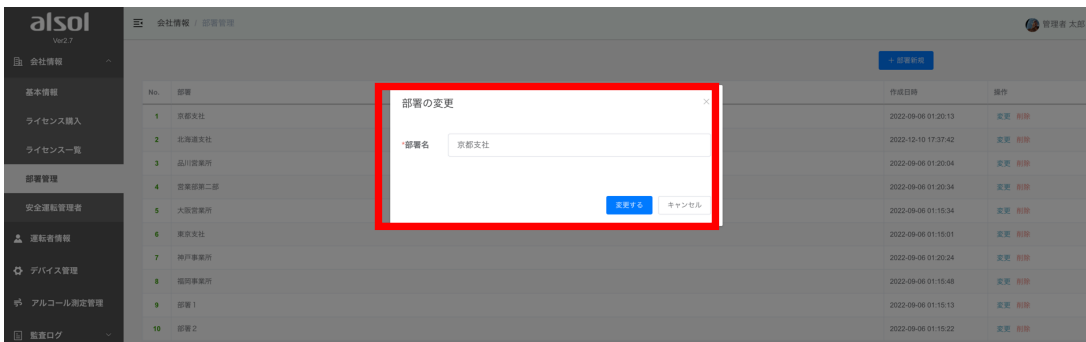 alsol
Ver2.7
会社情報 / 部署管理
管理者 太郎
会社情報
基本情報
ライセンス購入
ライセンス一覧
部署管理
安全運転管理者
運転者情報
デバイス管理
アルコール測定管理
監査ログ
+ 部署新規
No. 部署 作成日時 操作
1 京都支社 2022-09-06 01:20:13 変更 削除
2 北海道支社 2022-12-10 17:37:42 変更 削除
3 品川営業所 2022-09-06 01:20:04 変更 削除
4 営業部第二部 2022-09-06 01:20:34 変更 削除
5 大阪営業所 2022-09-06 01:15:34 変更 削除
6 東京支社 2022-09-06 01:15:01 変更 削除
7 神戸事業所 2022-09-06 01:20:24 変更 削除
8 福岡事業所 2022-09-06 01:15:48 変更 削除
9 部署1 2022-09-06 01:15:13 変更 削除
10 部署2 2022-09-06 01:15:22 変更 削除
部署の変更
*部署名 京都支社
変更する キャンセル